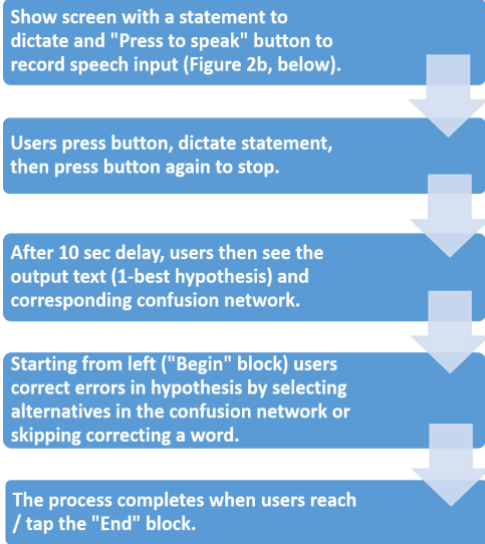 Show screen with a statement to
dictate and "Press to speak" button to
record speech input (Figure 2b, below).
Users press button, dictate statement,
then press button again to stop.
After 10 sec delay, users then see the
output text (1-best hypothesis) and
corresponding confusion network.
Starting from left ("Begin" block) users
correct errors in hypothesis by selecting
alternatives in the confusion network or
skipping correcting a word.
The process completes when users reach
/ tap the "End" block.